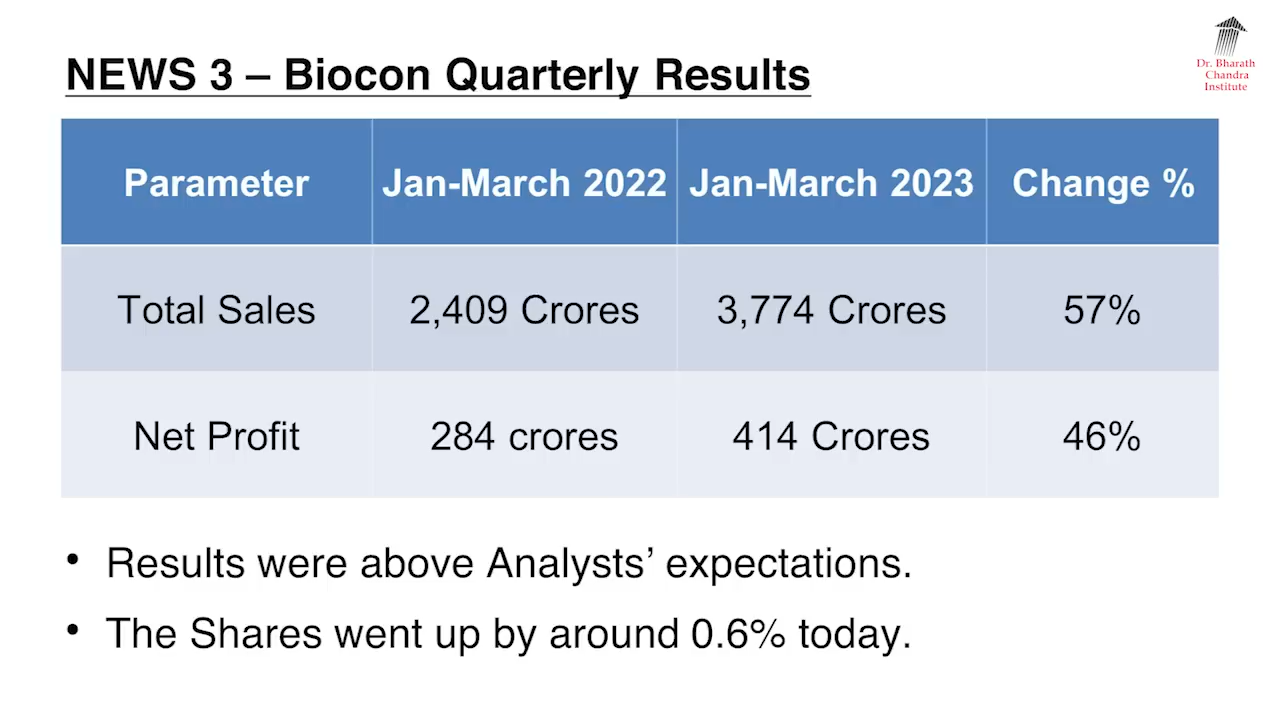 NEWS 3 – Biocon Quarterly Results
Dr. Bharath
Chandra
Institute
Parameter Jan-March 2022 Jan-March 2023 Change %
Total Sales 2,409 Crores 3,774 Crores 57%
Net Profit 284 crores 414 Crores 46%
• Results were above Analysts’ expectations.
• The Shares went up by around 0.6% today.